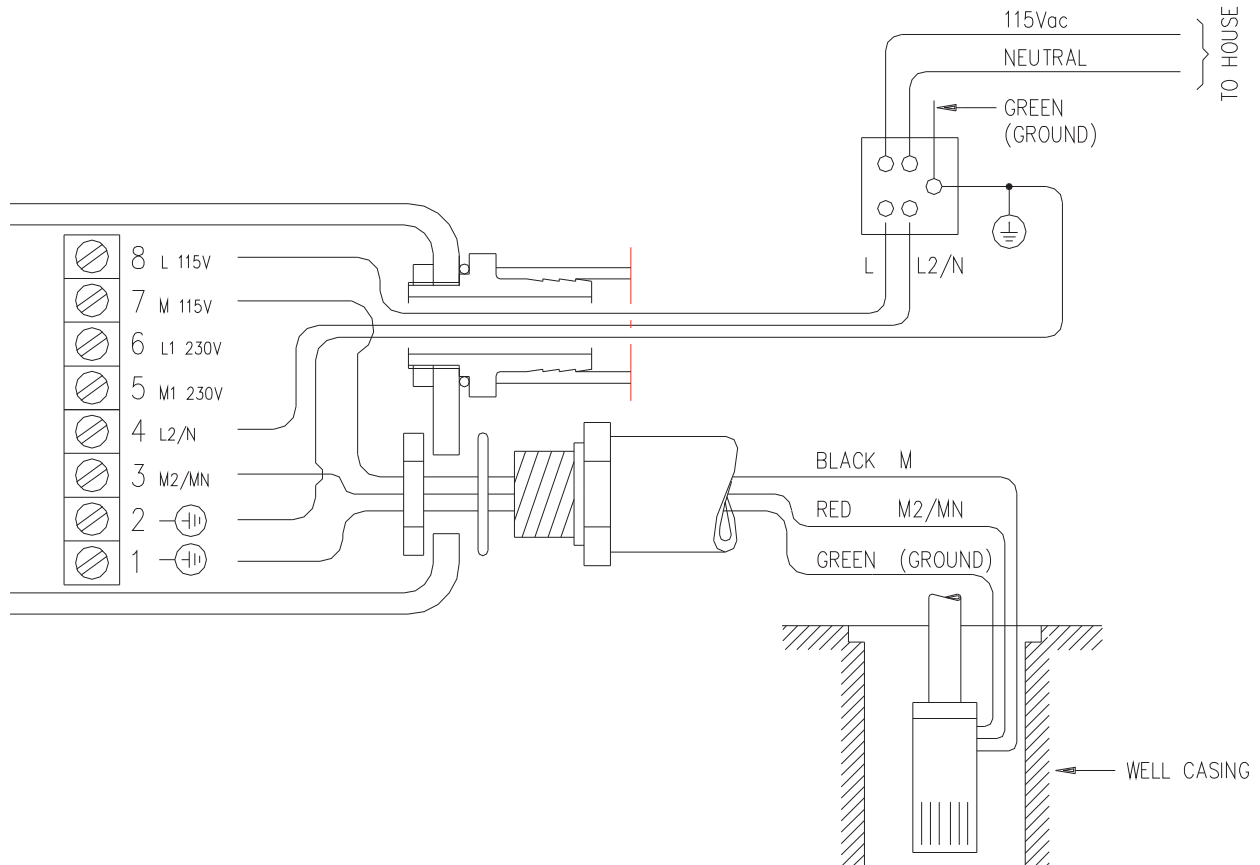 115Vac
NEUTRAL
TO HOUSE
GREEN
(GROUND)
L L2/N
8 L 115V
7 M 115V
6 L1 230V
5 M1 230V
4 L2/N
3 M2/MN
2
1
BLACK M
RED M2/MN
GREEN (GROUND)
WELL CASING